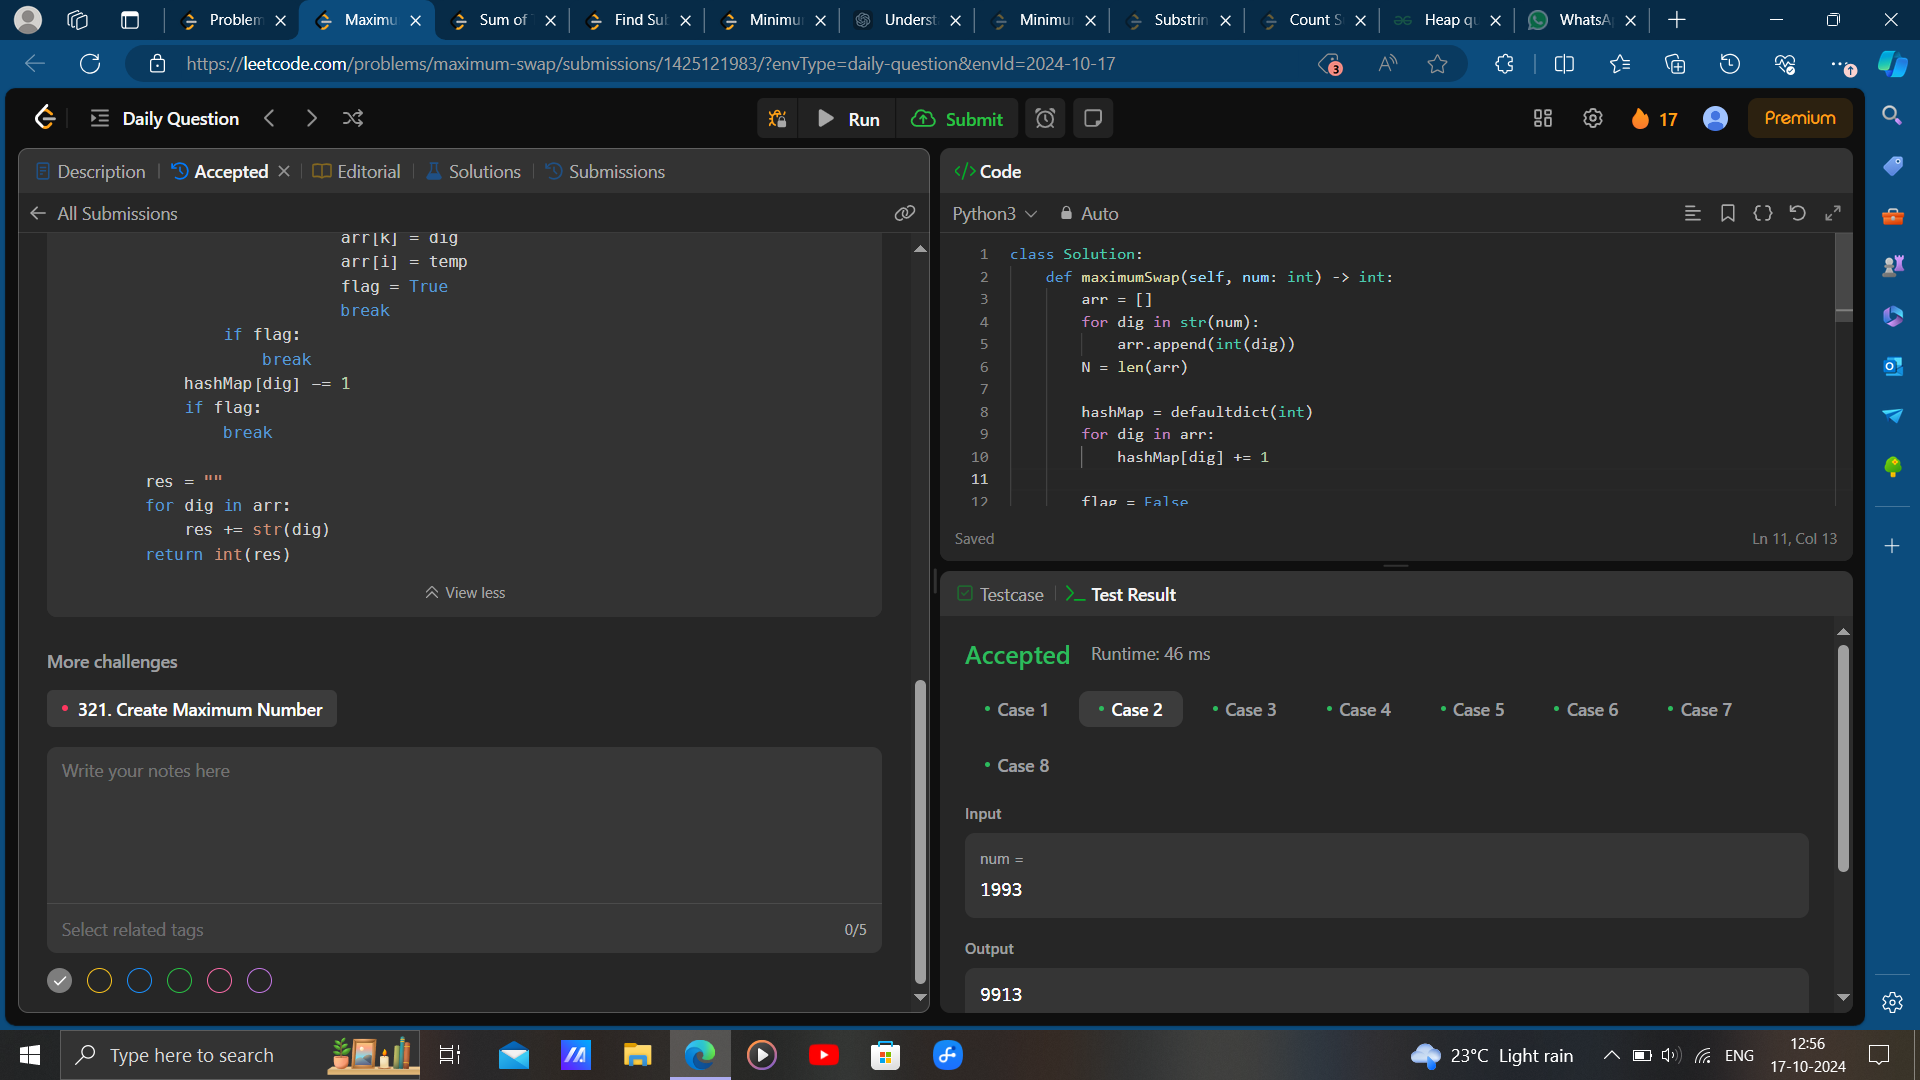 Problem
Maximu
Sum of
Find Sub
Minimu
Underst
Minimu
Substrin
Count S
Heap qu
WhatsA
https://leetcode.com/problems/maximum-swap/submissions/1425121983/?envType=daily-question&envId=2024-10-17
3
Daily Question
Run
Submit
17
Premium
Description
Accepted
Editorial
Solutions
Submissions
All Submissions
arr[k] = dig
arr[i] = temp
flag = True
break
if flag:
break
hashMap[dig] -= 1
if flag:
break
res = ""
for dig in arr:
res += str(dig)
return int(res)
View less
More challenges
321. Create Maximum Number
Write your notes here
Select related tags
0/5
</> Code
Python3
Auto
1 class Solution:
2 def maximumSwap(self, num: int) -> int:
3 arr = []
4 for dig in str(num):
5 arr.append(int(dig))
6 N = len(arr)
7
8 hashMap = defaultdict(int)
9 for dig in arr:
10 hashMap[dig] += 1
11
12 flag = False
Saved
Ln 11, Col 13
Testcase
Test Result
Accepted
Runtime: 46 ms
Case 1
Case 2
Case 3
Case 4
Case 5
Case 6
Case 7
Case 8
Input
num =
1993
Output
9913
Type here to search
23°C Light rain
ENG
12:56
17-10-2024